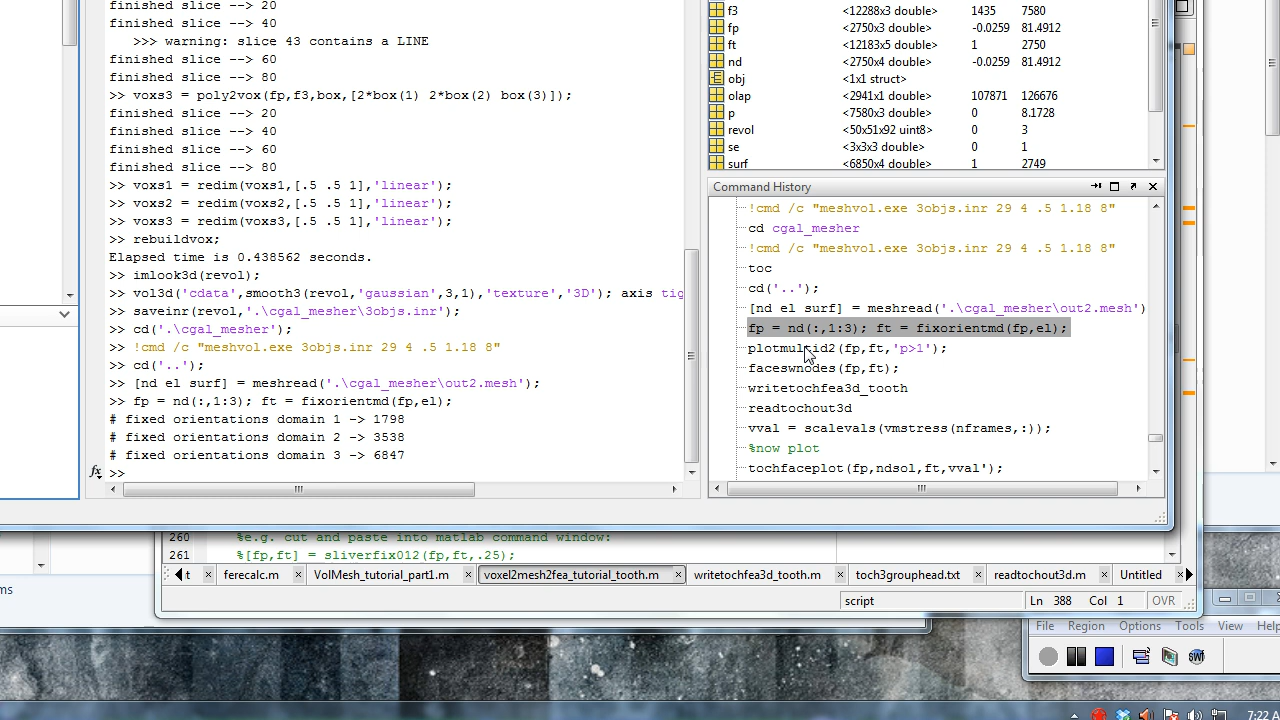 finished slice --> 20
finished slice --> 40
>>> warning: slice 43 contains a LINE
finished slice --> 60
finished slice --> 80
>> voxs3 = poly2vox(fp,f3,box,[2*box(1) 2*box(2) box(3)]);
finished slice --> 20
finished slice --> 40
finished slice --> 60
finished slice --> 80
>> voxs1 = redim(voxs1,[.5 .5 1],'linear');
>> voxs2 = redim(voxs2,[.5 .5 1],'linear');
>> voxs3 = redim(voxs3,[.5 .5 1],'linear');
>> rebuildvox;
Elapsed time is 0.438562 seconds.
>> imlook3d(revol);
>> vol3d('cdata',smooth3(revol,'gaussian',3,1),'texture','3D'); axis tig
>> saveinr(revol,'.\cgal_mesher\3objs.inr');
>> cd('.\cgal_mesher');
>> !cmd /c "meshvol.exe 3objs.inr 29 4 .5 1.18 8"
>> cd('..');
>> [nd el surf] = meshread('.\cgal_mesher\out2.mesh');
>> fp = nd(:,1:3); ft = fixorientmd(fp,el);
# fixed orientations domain 1 -> 1798
# fixed orientations domain 2 -> 3538
# fixed orientations domain 3 -> 6847
fx >>
f3 <12288x3 double> 1435 7580
fp <2750x3 double> -0.0259 81.4912
ft <12183x5 double> 1 2750
nd <2750x4 double> -0.0259 81.4912
obj <1x1 struct>
olap <2941x1 double> 107871 126676
p <7580x3 double> 0 8.1728
revol <50x51x92 uint8> 0 3
se <3x3x3 double> 0 1
surf <6850x4 double> 1 2749
Command History
!cmd /c "meshvol.exe 3objs.inr 29 4 .5 1.18 8"
cd cgal_mesher
!cmd /c "meshvol.exe 3objs.inr 29 4 .5 1.18 8"
toc
cd('..');
[nd el surf] = meshread('.\cgal_mesher\out2.mesh')
fp = nd(:,1:3); ft = fixorientmd(fp,el);
plotmultid2(fp,ft,'p>1');
faceswnodes(fp,ft);
writetochfea3d_tooth
readtochout3d
vval = scalevals(vmstress(nframes,:));
%now plot
tochfaceplot(fp,ndsol,ft,vval');
260 %e.g. cut and paste into matlab command window:
261 %[fp,ft] = sliverfix012(fp,ft,.25);
t ferecalc.m VolMesh_tutorial_part1.m voxel2mesh2fea_tutorial_tooth.m writetochfea3d_tooth.m toch3grouphead.txt readtochout3d.m Untitled
ms
script Ln 388 Col 1 OVR
File Region Options Tools View Help
SWF
7:22 A